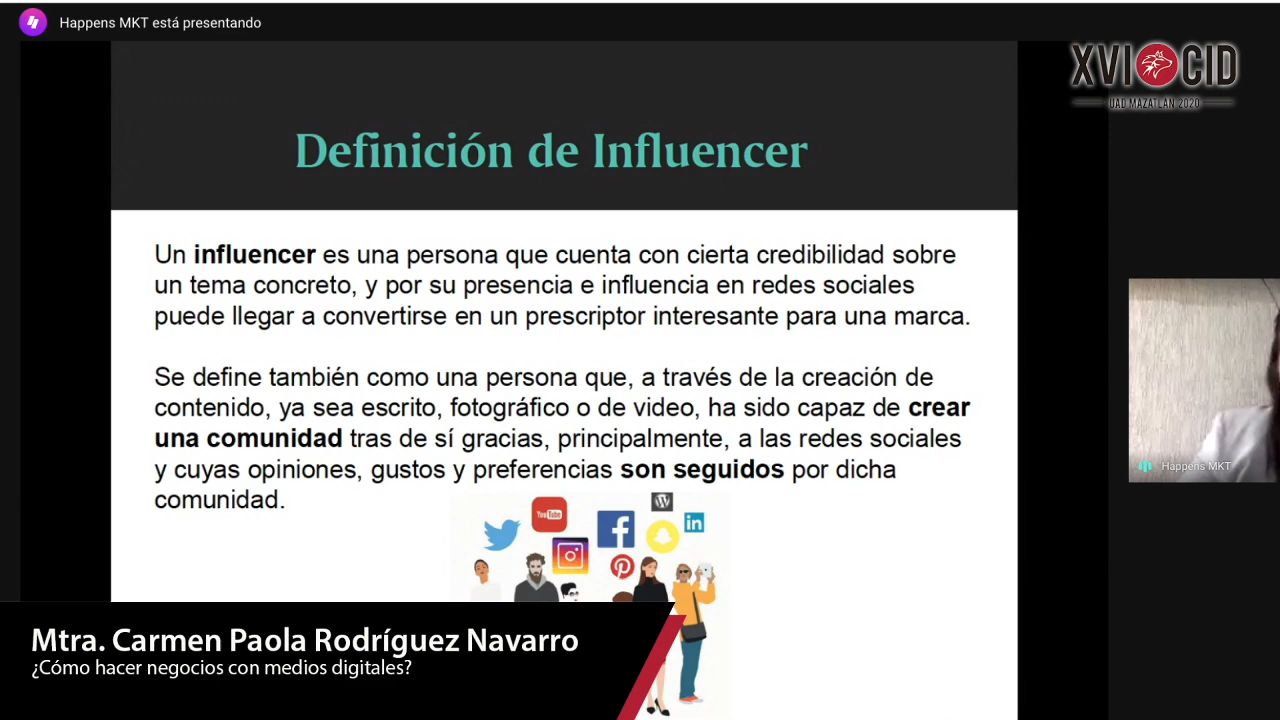 Happens MKT está presentando
XVI CID
UAD MAZATLÁN 2020
Definición de Influencer
Un influencer es una persona que cuenta con cierta credibilidad sobre
un tema concreto, y por su presencia e influencia en redes sociales
puede llegar a convertirse en un prescriptor interesante para una marca.
Se define también como una persona que, a través de la creación de
contenido, ya sea escrito, fotográfico o de video, ha sido capaz de crear
una comunidad tras de sí gracias, principalmente, a las redes sociales
y cuyas opiniones, gustos y preferencias son seguidos por dicha
comunidad.
YouTube
in
Happens MKT
Mtra. Carmen Paola Rodríguez Navarro
¿Cómo hacer negocios con medios digitales?